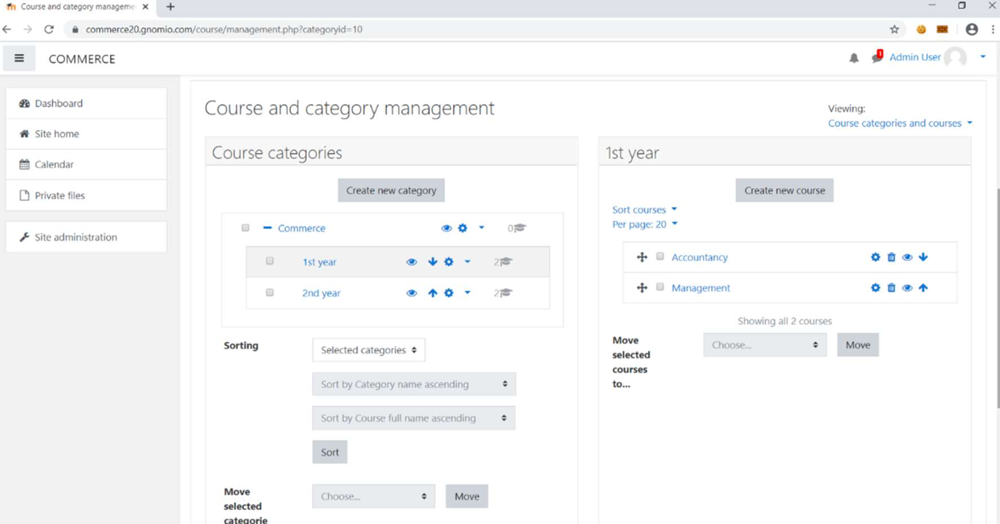 Course and category manageme
commerce20.gnomio.com/course/management.php?categoryid=10
COMMERCE
1
Admin User
Dashboard
Site home
Calendar
Private files
Site administration
Course and category management
Viewing:
Course categories and courses
Course categories
Create new category
Commerce 0
1st year 2
2nd year 2
Sorting
Selected categories
Sort by Category name ascending
Sort by Course full name ascending
Sort
Move
selected
categorie
Choose...
Move
1st year
Create new course
Sort courses
Per page: 20
Accountancy
Management
Showing all 2 courses
Move
selected
courses
to...
Choose...
Move